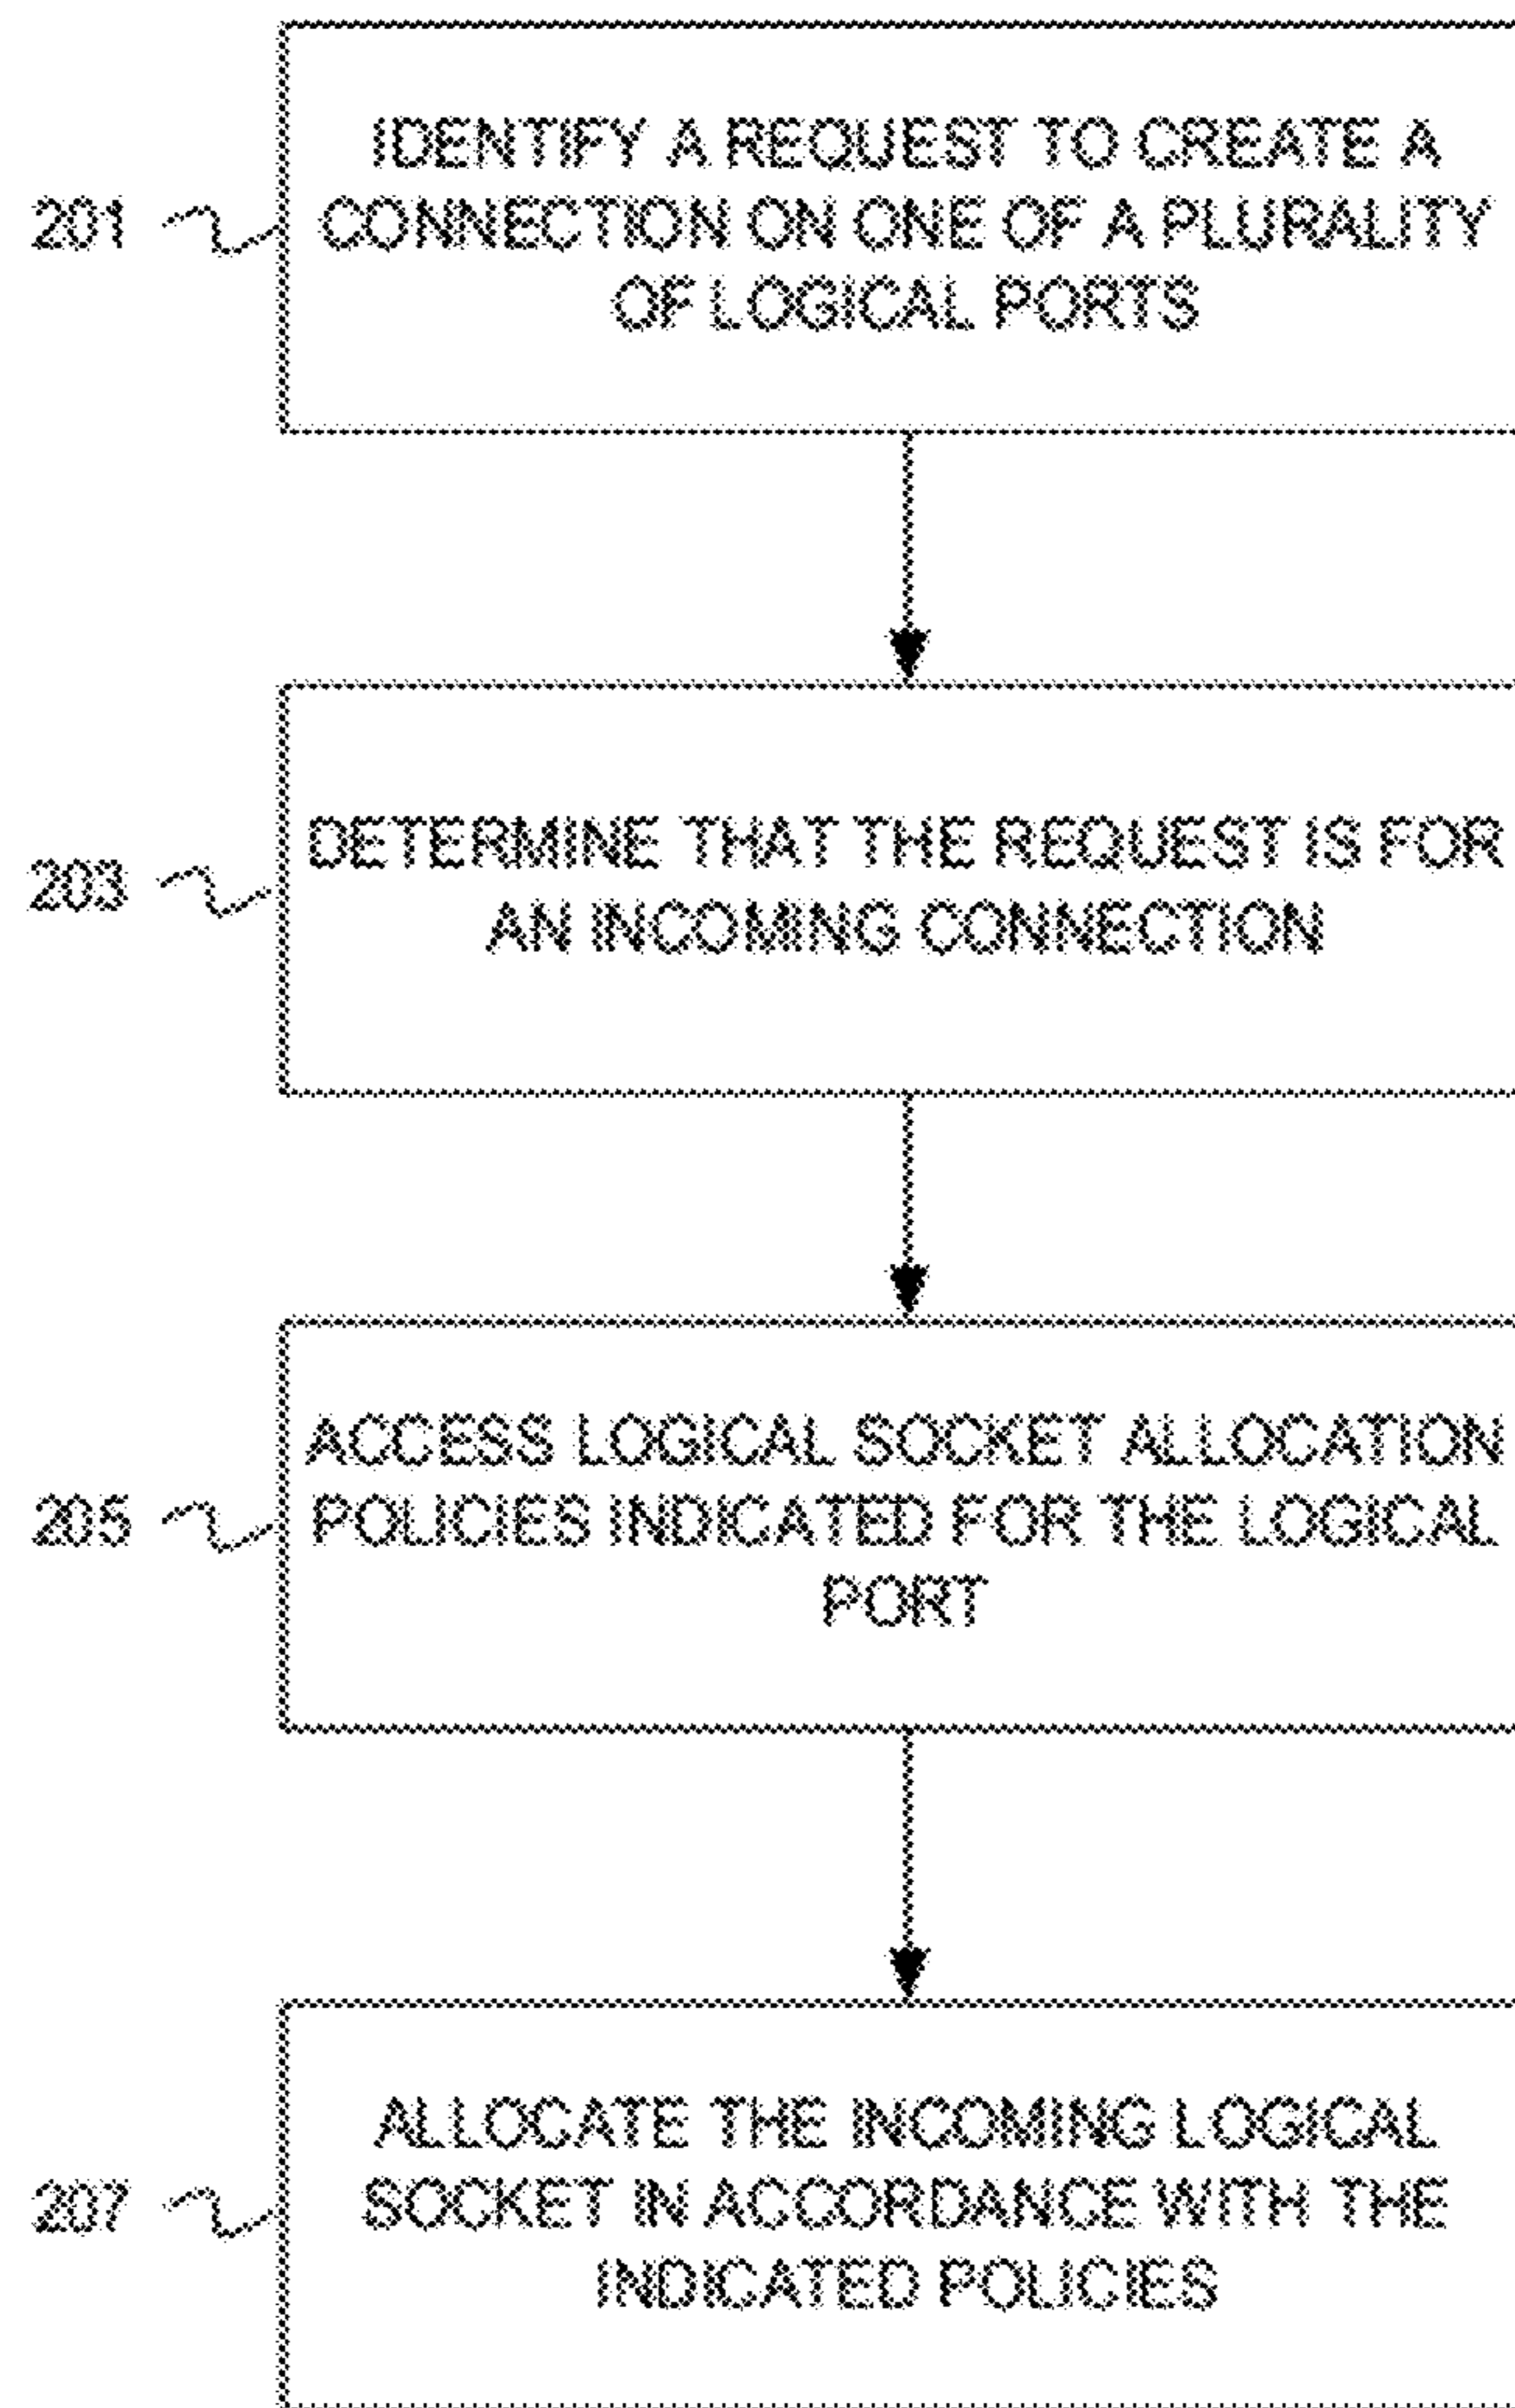 IDENTIFY A REQUEST TO CREATE A
201 CONNECTION ON ONE OF A PLURALITY
OF LOGICAL PORTS
DETERMINE THAT THE REQUEST IS FOR
203
AN INCOMING CONNECTION
ACCESS LOGICAL SOCKET ALLOCATION
205 POLICIES INDICATED FOR THE LOGICAL
PORT
ALLOCATE THE INCOMING LOGICAL
207 SOCKET IN ACCORDANCE WITH THE
INDICATED POLICIES